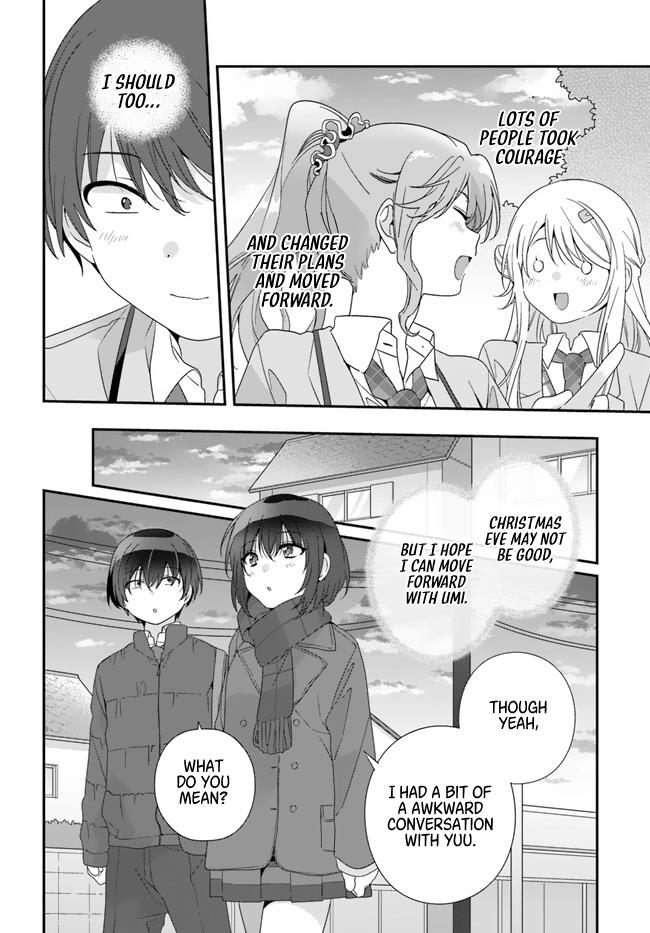 LOTS OF
PEOPLE TOOK
COURAGE
AND CHANGED
THEIR PLANS
AND MOVED
FORWARD.
I SHOULD
TOO...
CHRISTMAS
EVE MAY NOT
BE GOOD,
BUT I HOPE
I CAN MOVE
FORWARD
WITH UMI.
THOUGH
YEAH,
I HAD A BIT OF
A AWKWARD
CONVERSATION
WITH YUU.
WHAT
DO YOU
MEAN?